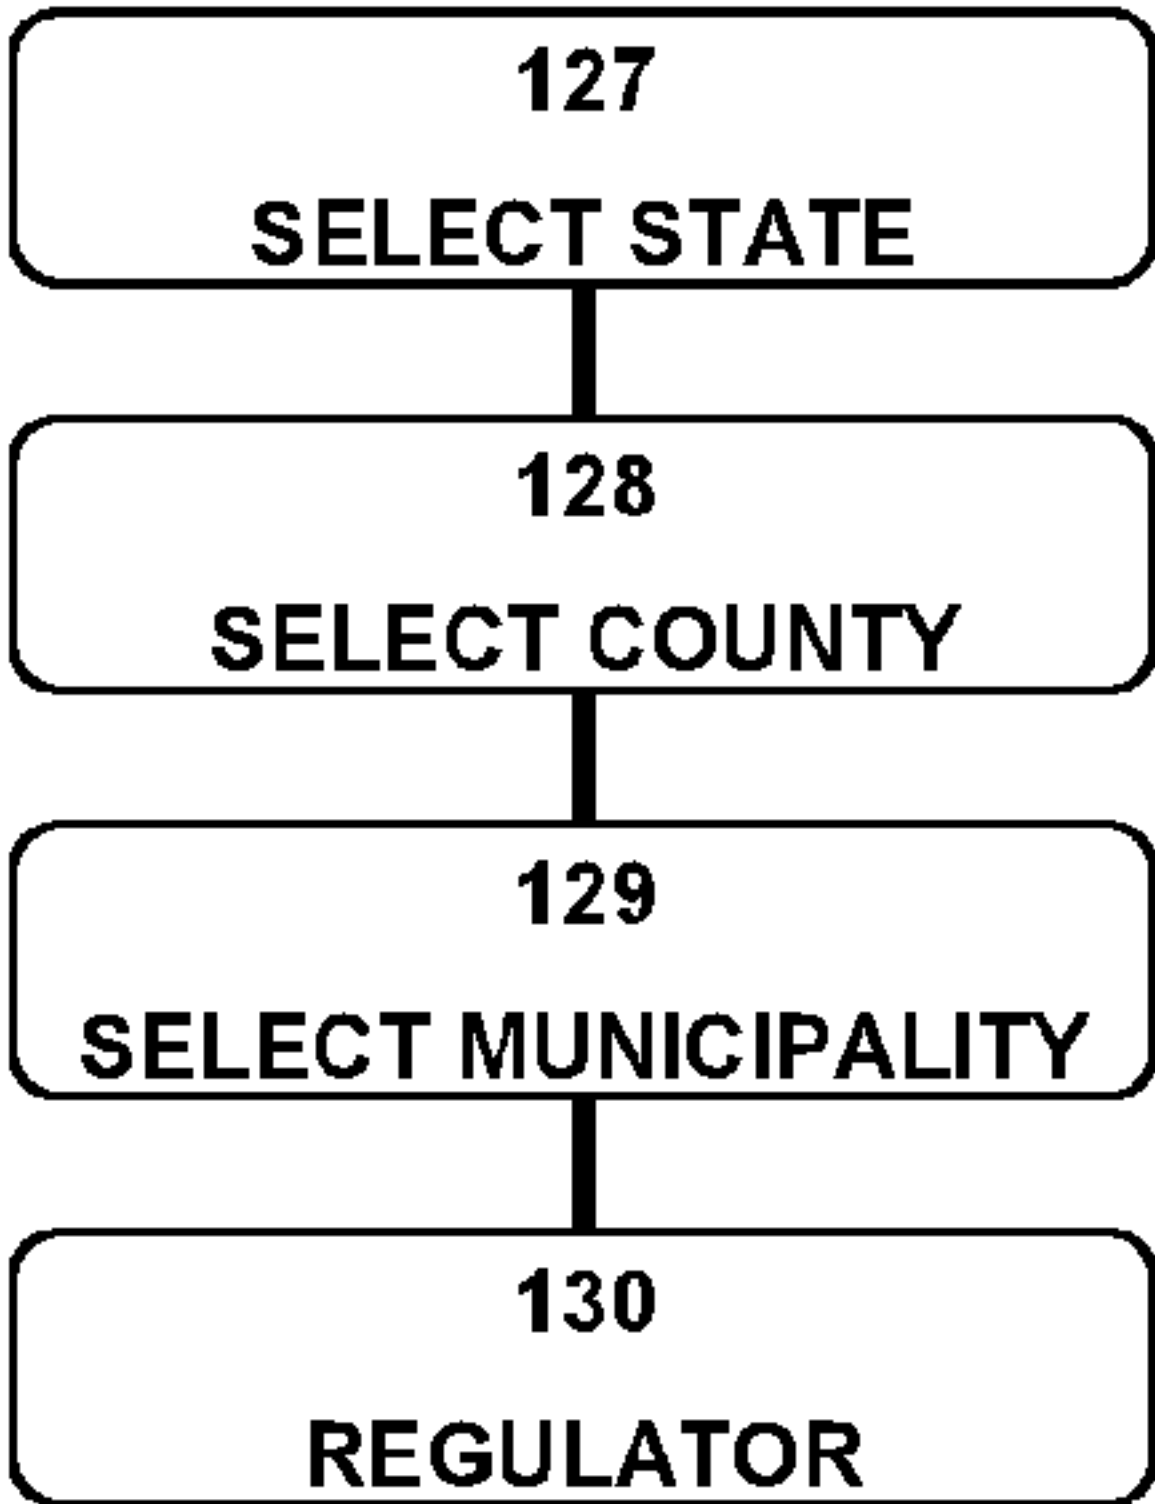 127
SELECT STATE
128
SELECT COUNTY
129
SELECT MUNICIPALITY
130
REGULATOR